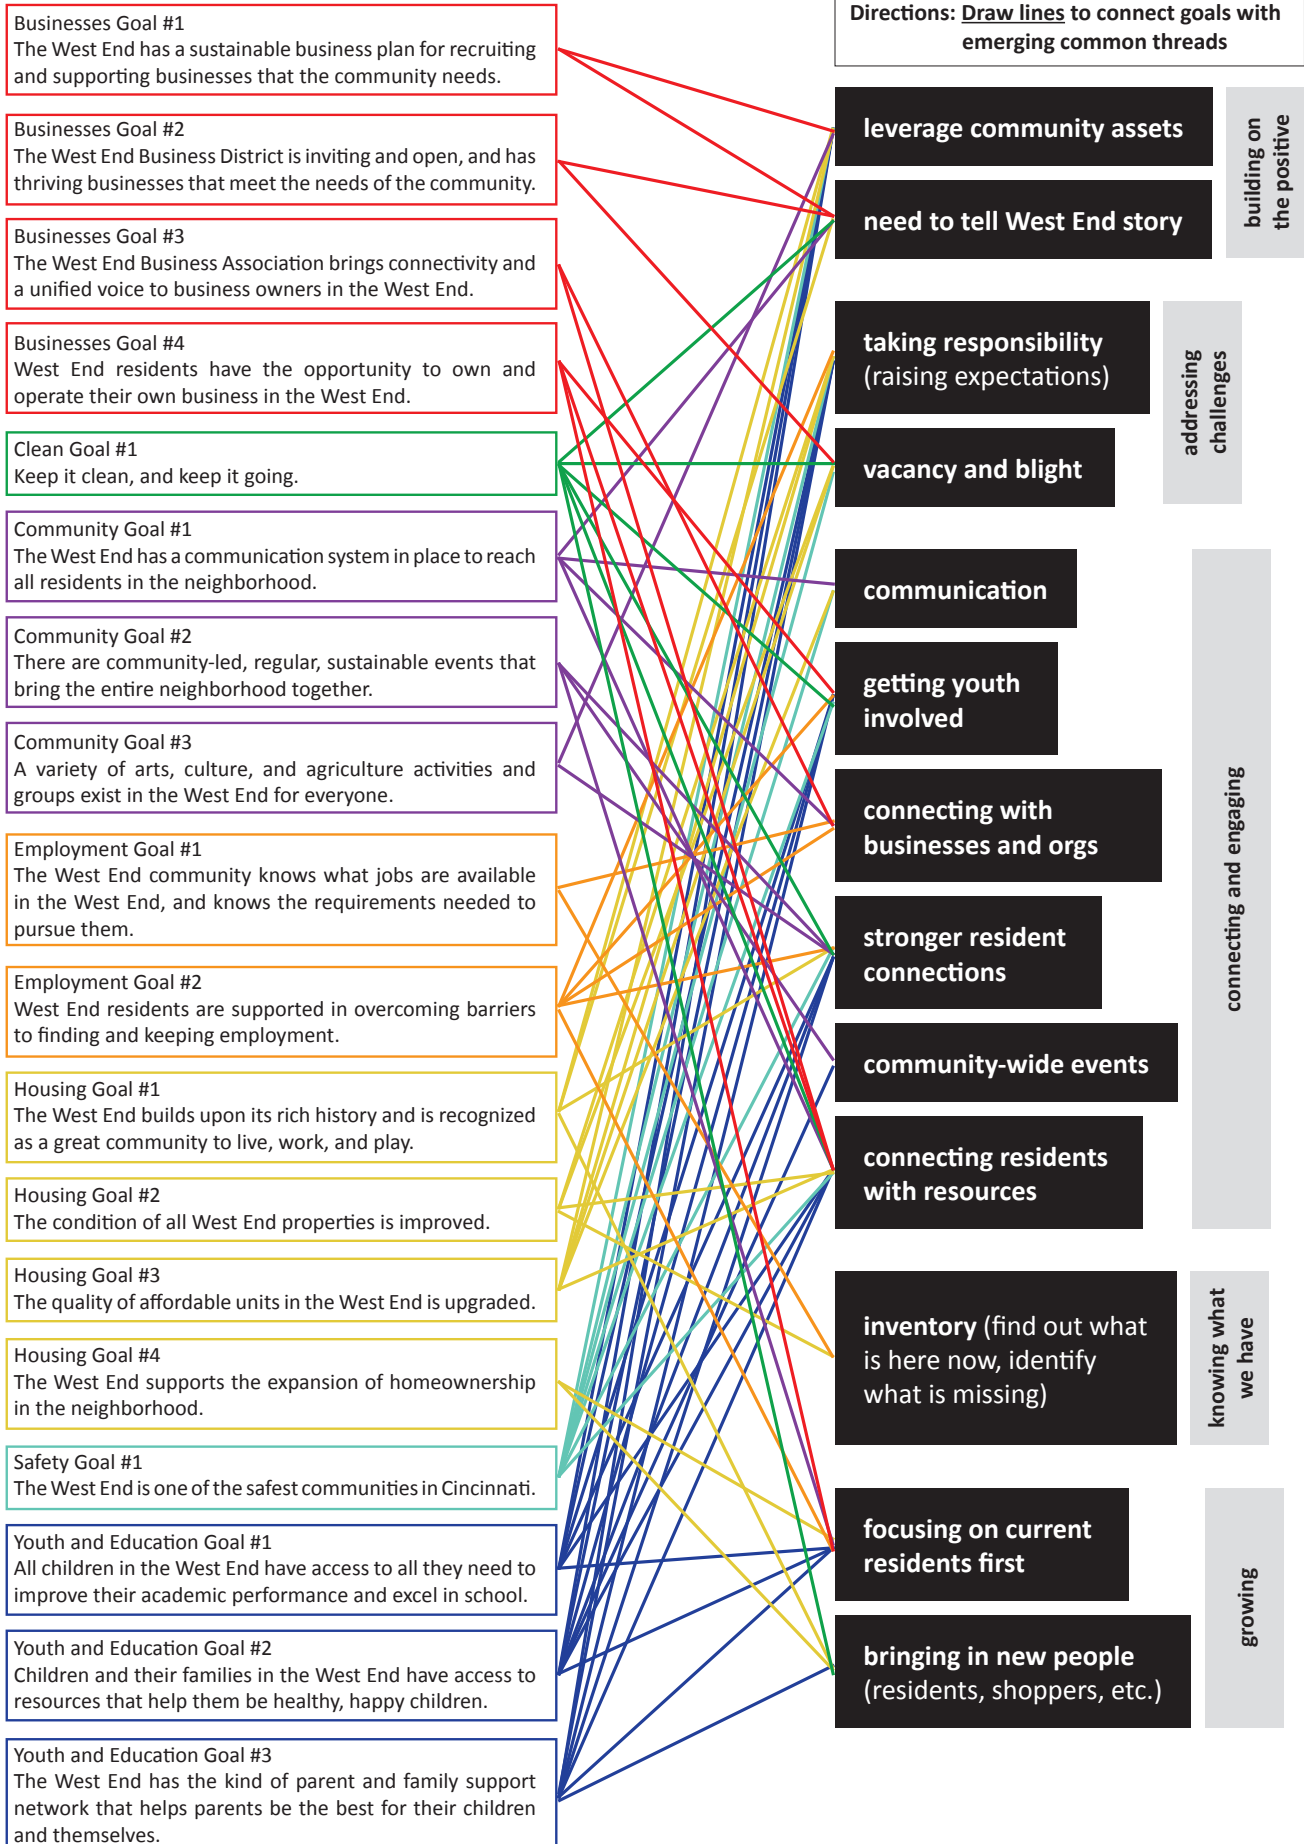 Businesses Goal #1
The West End has a sustainable business plan for recruiting
and supporting businesses that the community needs.
Businesses Goal #2
The West End Business District is inviting and open, and has
thriving businesses that meet the needs of the community.
Businesses Goal #3
The West End Business Association brings connectivity and
a unified voice to business owners in the West End.
Businesses Goal #4
West End residents have the opportunity to own and
operate their own business in the West End.
Clean Goal #1
Keep it clean, and keep it going.
Community Goal #1
The West End has a communication system in place to reach
all residents in the neighborhood.
Community Goal #2
There are community-led, regular, sustainable events that
bring the entire neighborhood together.
Community Goal #3
A variety of arts, culture, and agriculture activities and
groups exist in the West End for everyone.
Employment Goal #1
The West End community knows what jobs are available
in the West End, and knows the requirements needed to
pursue them.
Employment Goal #2
West End residents are supported in overcoming barriers
to finding and keeping employment.
Housing Goal #1
The West End builds upon its rich history and is recognized
as a great community to live, work, and play.
Housing Goal #2
The condition of all West End properties is improved.
Housing Goal #3
The quality of affordable units in the West End is upgraded.
Housing Goal #4
The West End supports the expansion of homeownership
in the neighborhood.
Safety Goal #1
The West End is one of the safest communities in Cincinnati.
Youth and Education Goal #1
All children in the West End have access to all they need to
improve their academic performance and excel in school.
Youth and Education Goal #2
Children and their families in the West End have access to
resources that help them be healthy, happy children.
Youth and Education Goal #3
The West End has the kind of parent and family support
network that helps parents be the best for their children
and themselves.
Directions: Draw lines to connect goals with
emerging common threads
leverage community assets
need to tell West End story
building on
the positive
taking responsibility
(raising expectations)
vacancy and blight
addressing
challenges
communication
getting youth
involved
connecting with
businesses and orgs
stronger resident
connections
community-wide events
connecting residents
with resources
connecting and engaging
inventory (find out what
is here now, identify
what is missing)
knowing what
we have
focusing on current
residents first
bringing in new people
(residents, shoppers, etc.)
growing